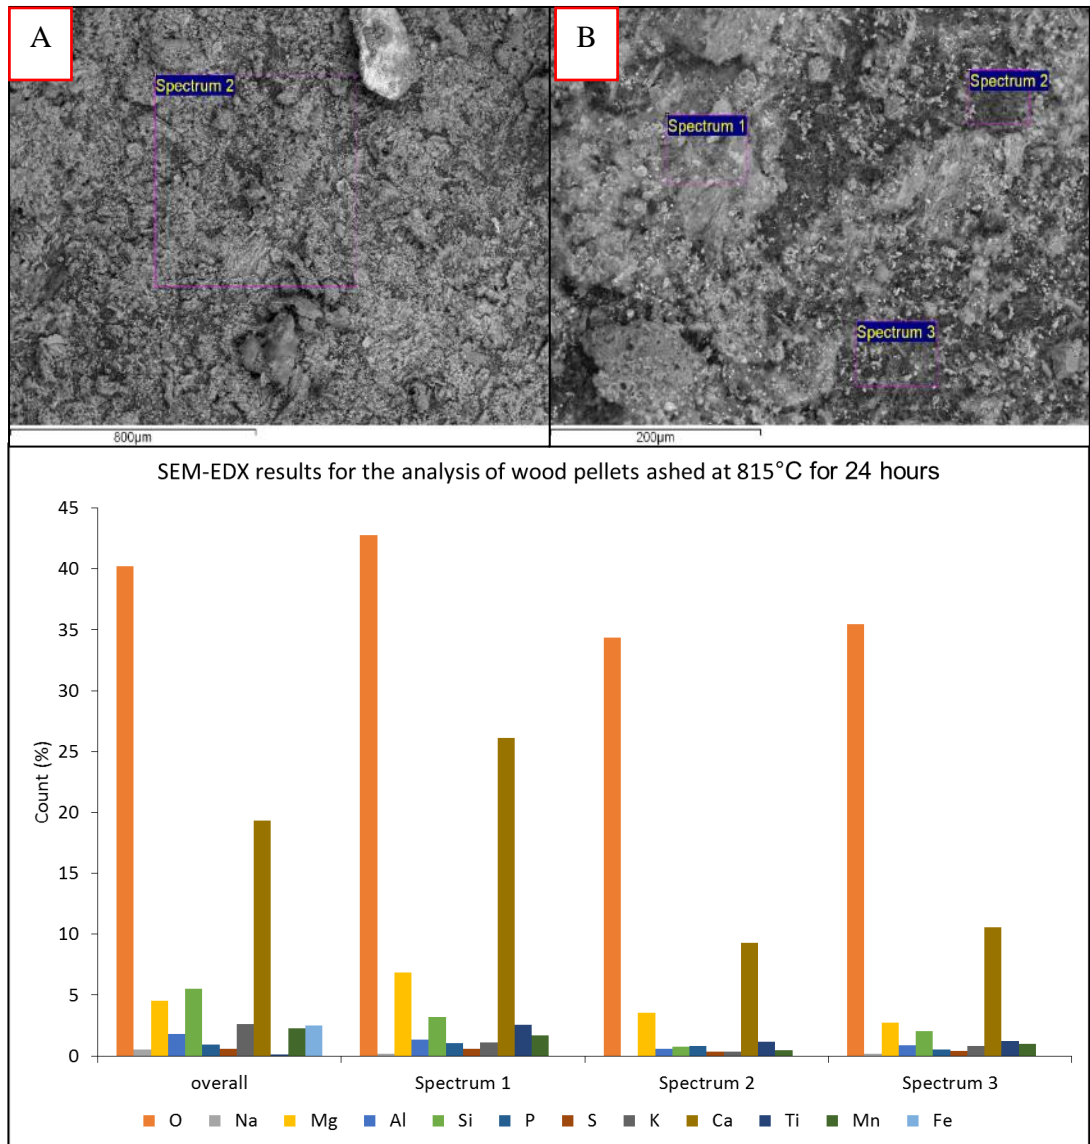 A
B
Spectrum 2
Spectrum 1
Spectrum 2
Spectrum 3
800µm
200µm
SEM-EDX results for the analysis of wood pellets ashed at 815°C for 24 hours
Count (%)
45
40
35
30
25
20
15
10
5
0
overall Spectrum 1 Spectrum 2 Spectrum 3
O Na Mg Al Si P S K Ca Ti Mn Fe